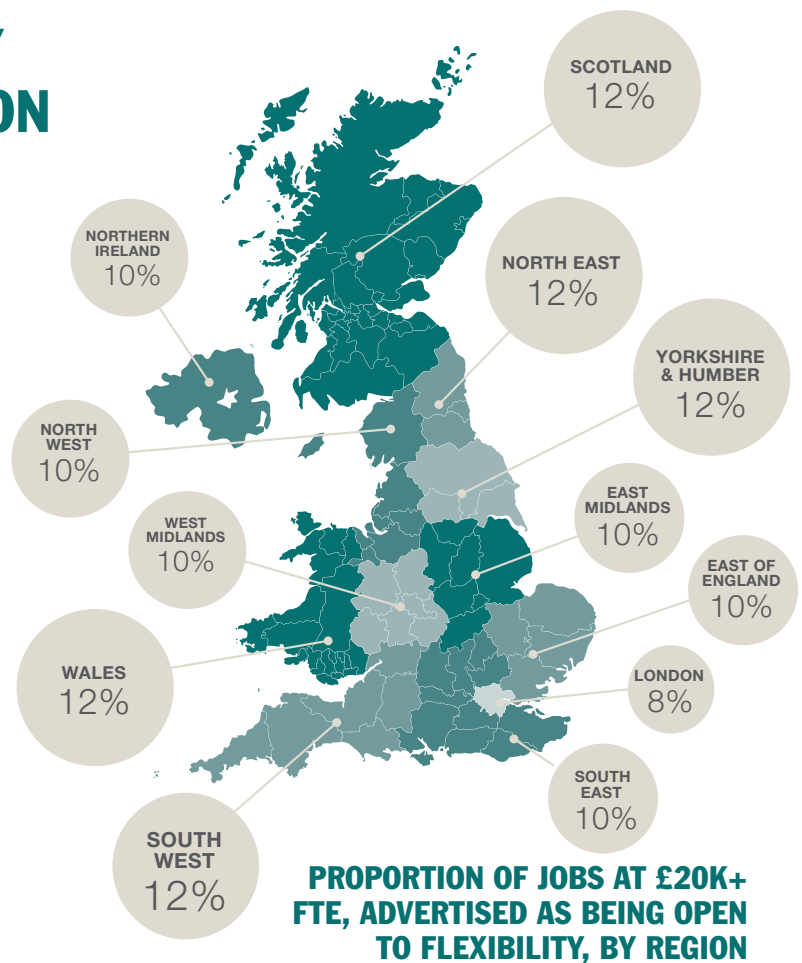 ON
SCOTLAND
12%
NORTHERN
IRELAND
10%
NORTH EAST
12%
YORKSHIRE
& HUMBER
12%
NORTH
WEST
10%
EAST
MIDLANDS
10%
WEST
MIDLANDS
10%
EAST OF
ENGLAND
10%
WALES
12%
LONDON
8%
SOUTH
EAST
10%
SOUTH
WEST
12%
PROPORTION OF JOBS AT £20K+
FTE, ADVERTISED AS BEING OPEN
TO FLEXIBILITY, BY REGION